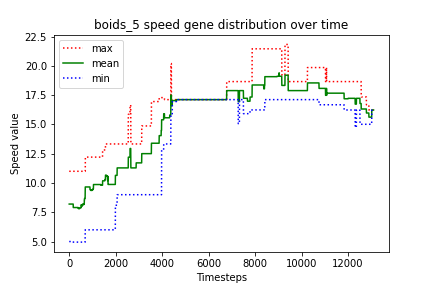 boids_5 speed gene distribution over time
max
mean
min
Speed value
22.5
20.0
17.5
15.0
12.5
10.0
7.5
5.0
0 2000 4000 6000 8000 10000 12000
Timesteps